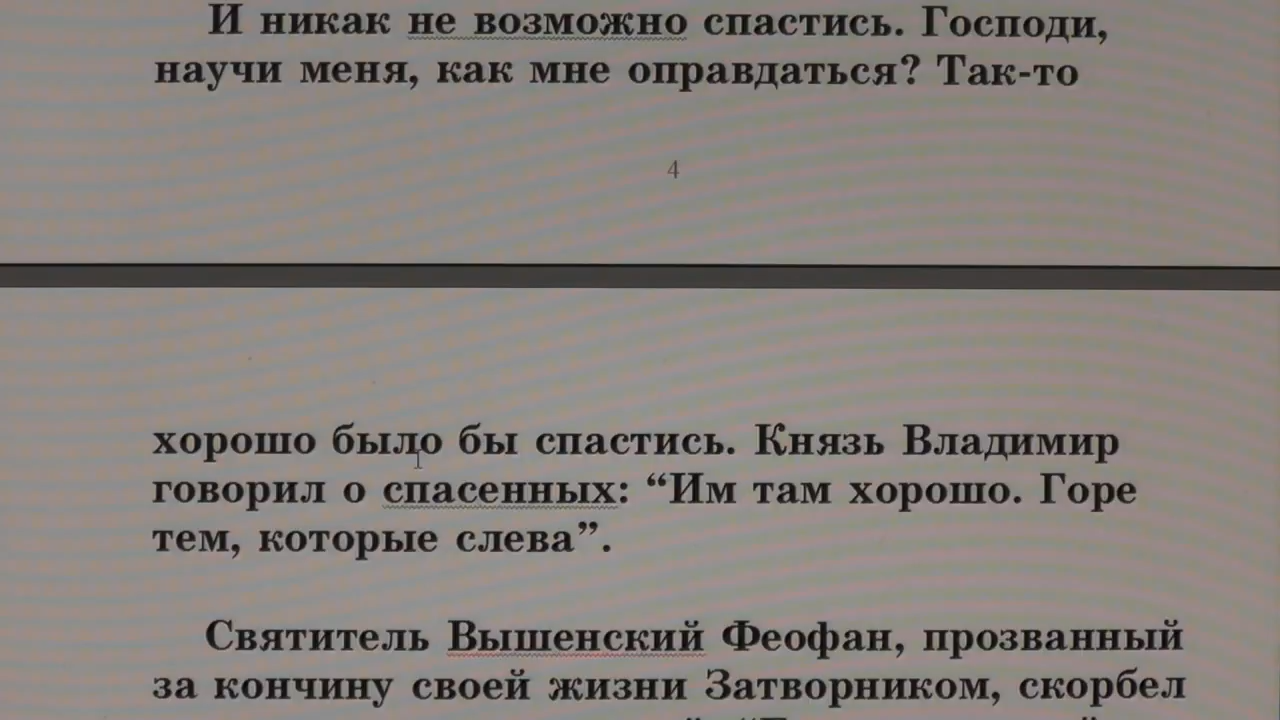 И никак не возможно спастись. Господи,
научи меня, как мне оправдаться? Так-то
4
хорошо было бы спастись. Князь Владимир
говорил о спасенных: “Им там хорошо. Горе
тем, которые слева”.
Святитель Вышенский Феофан, прозванный
за кончину своей жизни Затворником, скорбел